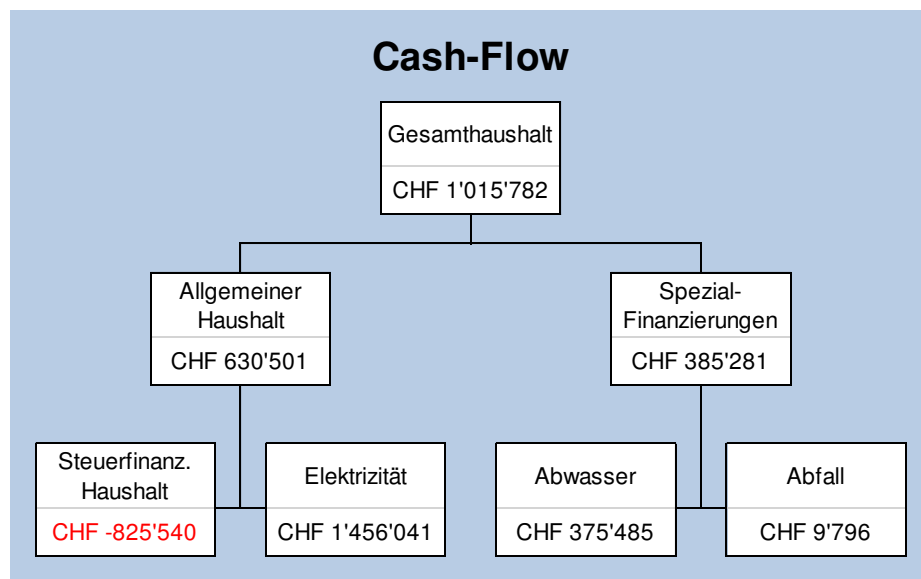 Cash-Flow
Gesamthaushalt
CHF 1'015'782
Allgemeiner
Haushalt
CHF 630'501
Spezial-
Finanzierungen
CHF 385'281
Steuerfinanz.
Haushalt
CHF -825'540
Elektrizität
CHF 1'456'041
Abwasser
CHF 375'485
Abfall
CHF 9'796